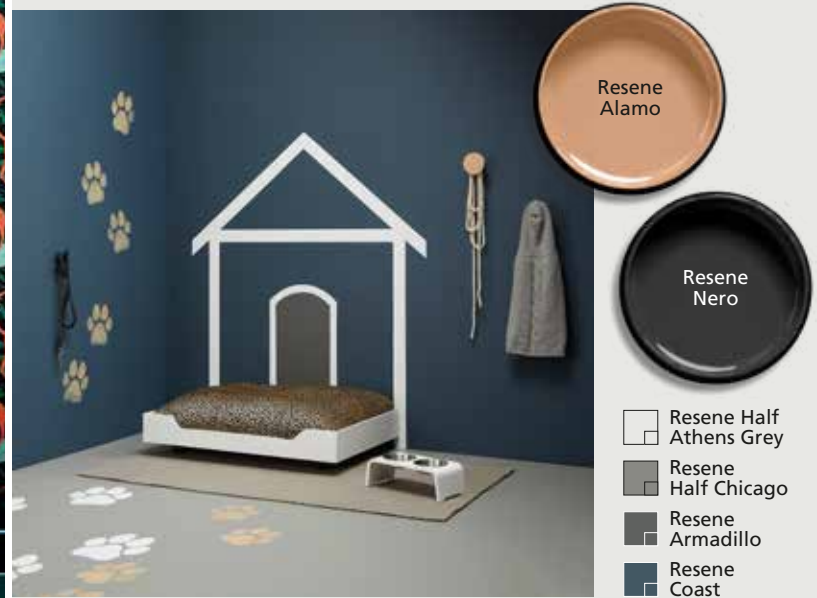 Resene
Alamo
Resene
Nero
Resene Half
Athens Grey
Resene
Half Chicago
Resene
Armadillo
Resene
Coast